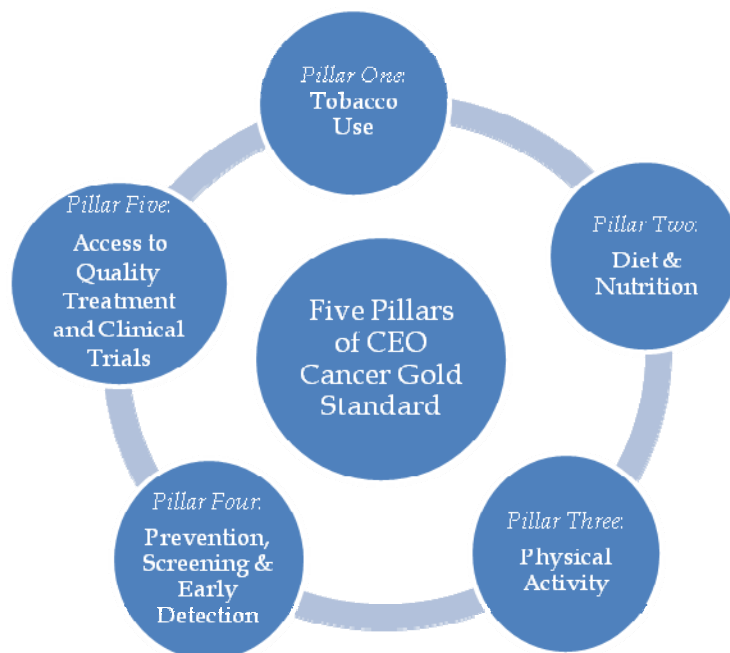 Pillar One:
Tobacco
Use
Pillar Two:
Diet &
Nutrition
Pillar Three:
Physical
Activity
Pillar Four:
Prevention,
Screening &
Early
Detection
Pillar Five:
Access to
Quality
Treatment
and Clinical
Trials
Five Pillars
of CEO
Cancer Gold
Standard